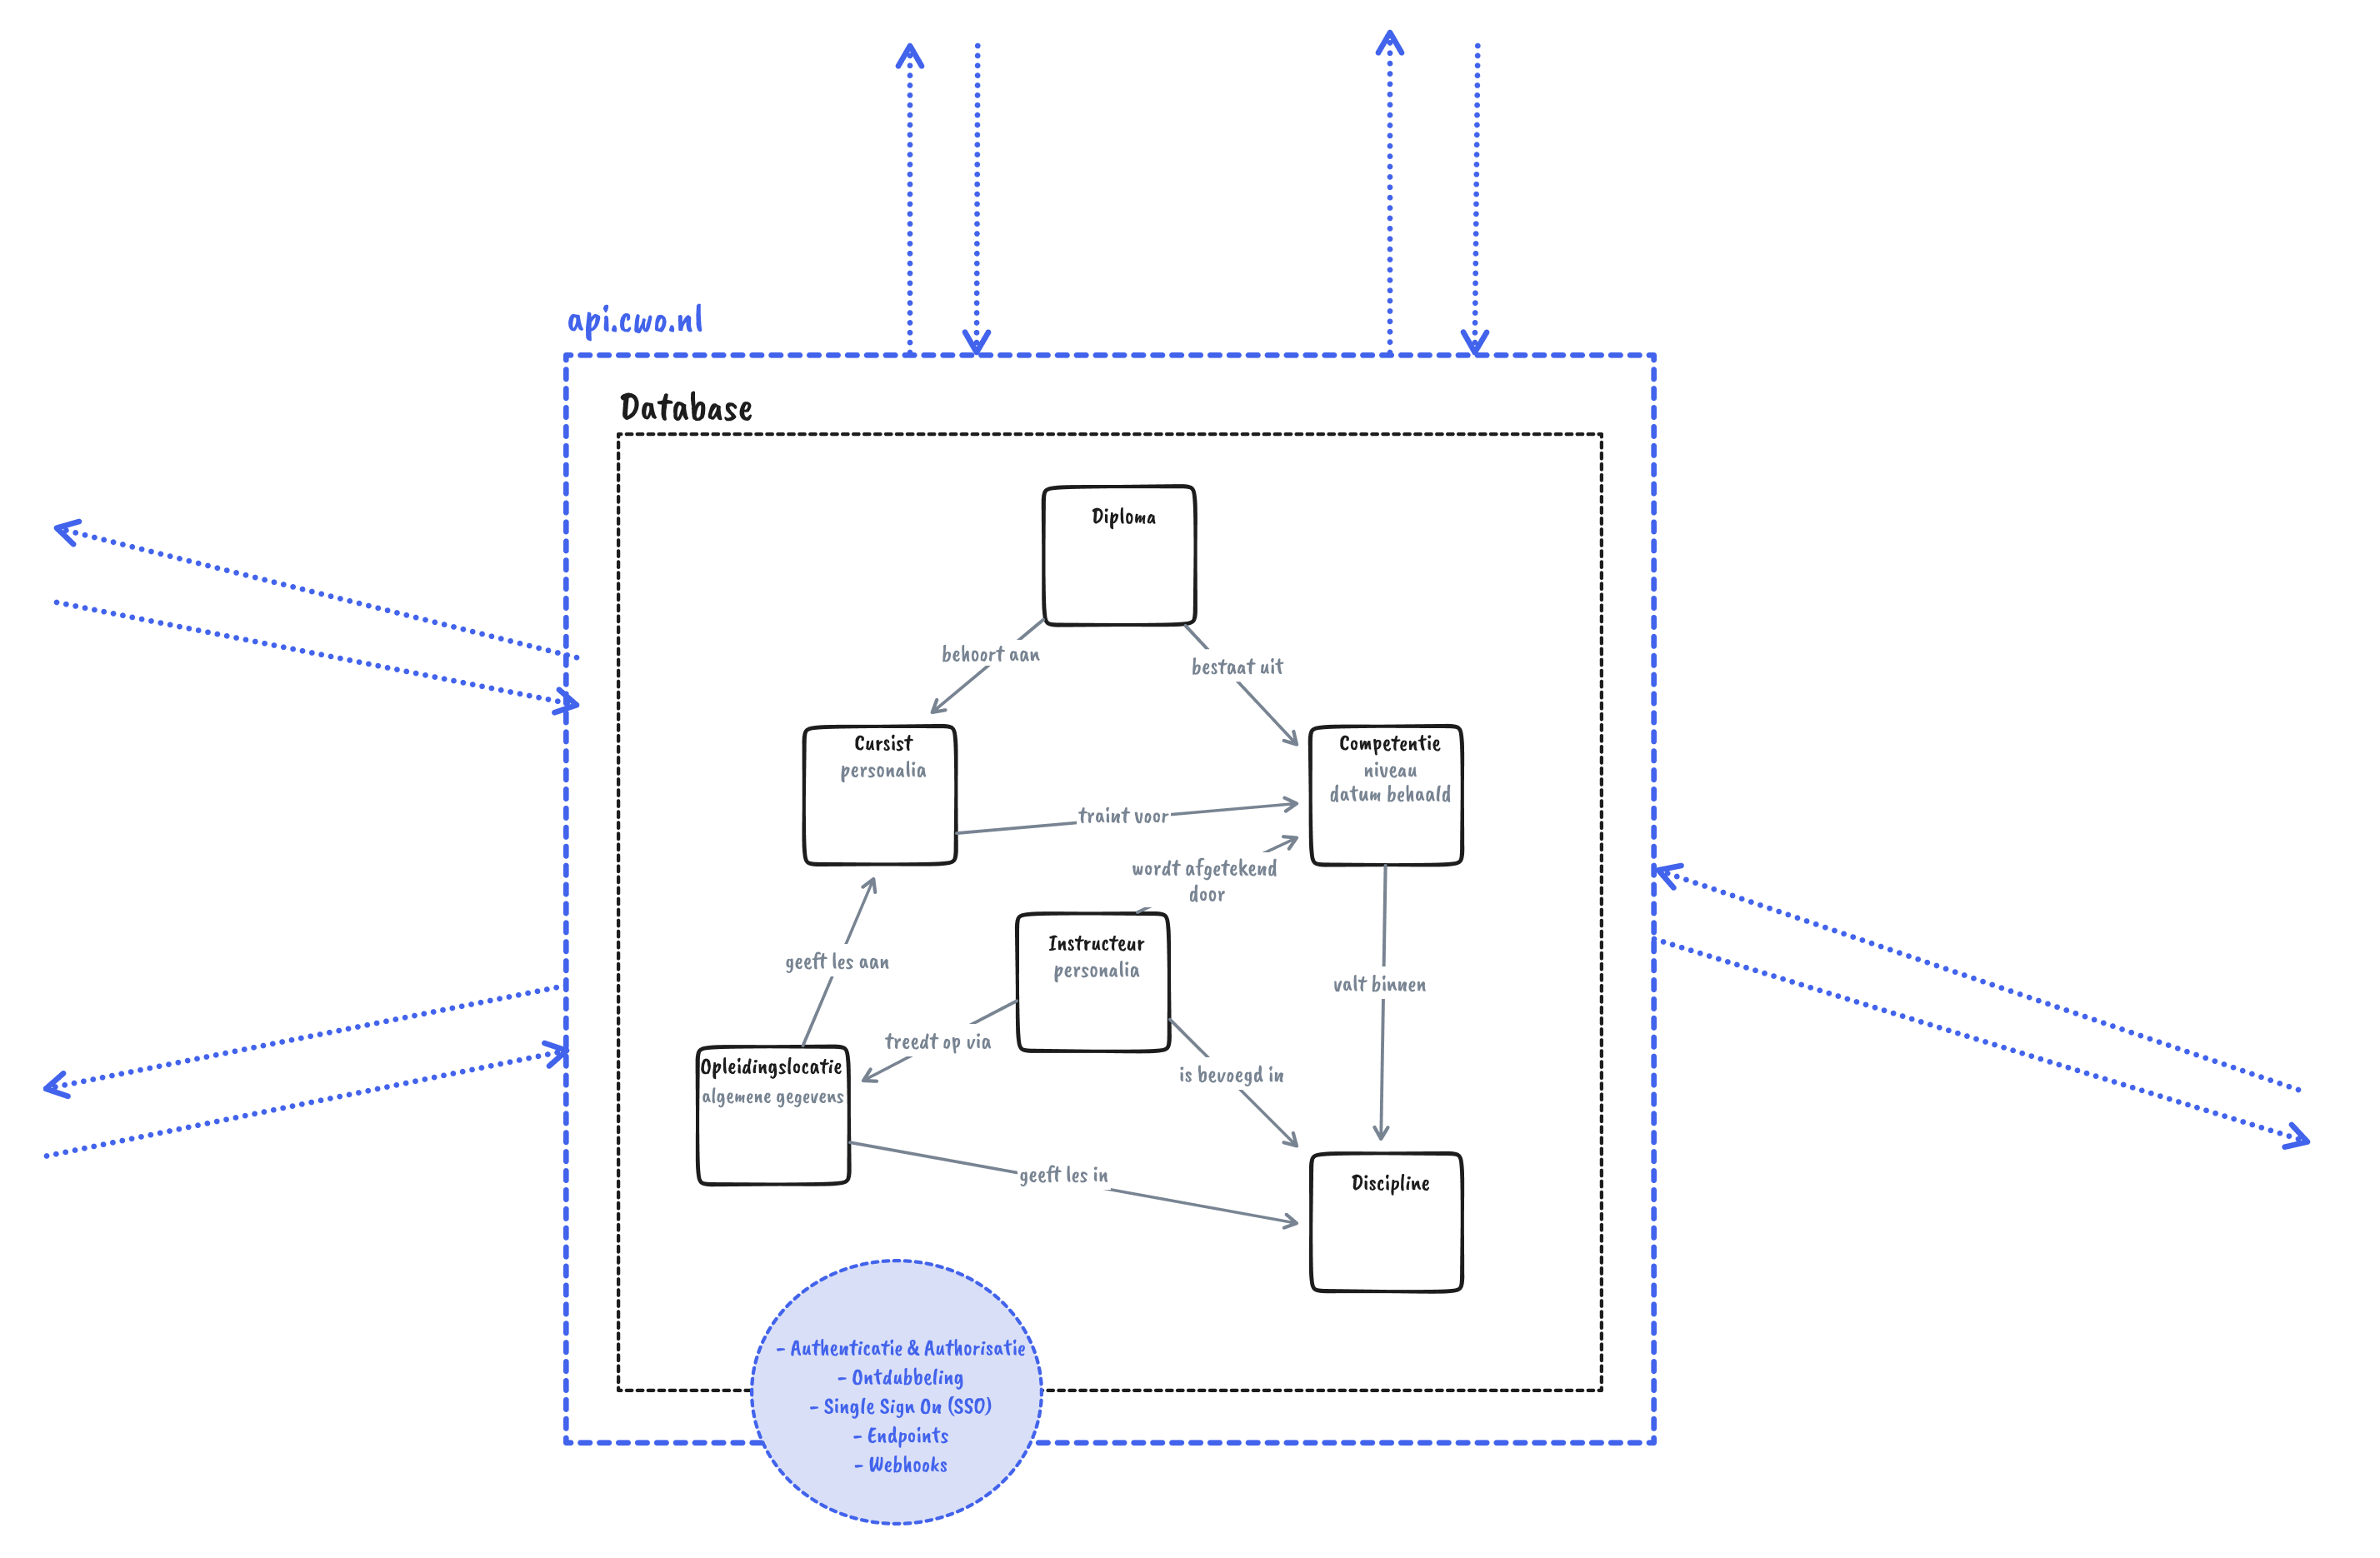 api.cwo.nl
Database
Diploma
behoort aan
bestaat uit
Cursist
personalia
Competentie
niveau
datum behaald
traint voor
wordt afgetekend
door
Instructeur
personalia
geeft les aan
valt binnen
treedt op via
Opleidingslocatie
algemene gegevens
is bevoegd in
geeft les in
Discipline
- Authenticatie & Authorisatie
- Ontdubbeling
- Single Sign On (SSO)
- Endpoints
- Webhooks